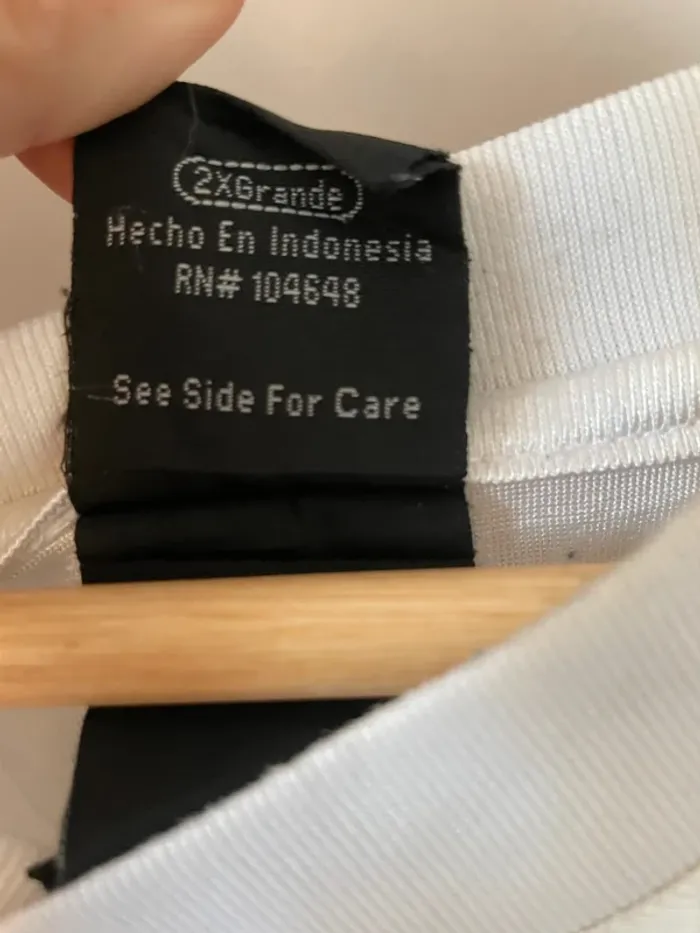 2XGrande
Hecho En Indonesia
RN# 104648
See Side For Care